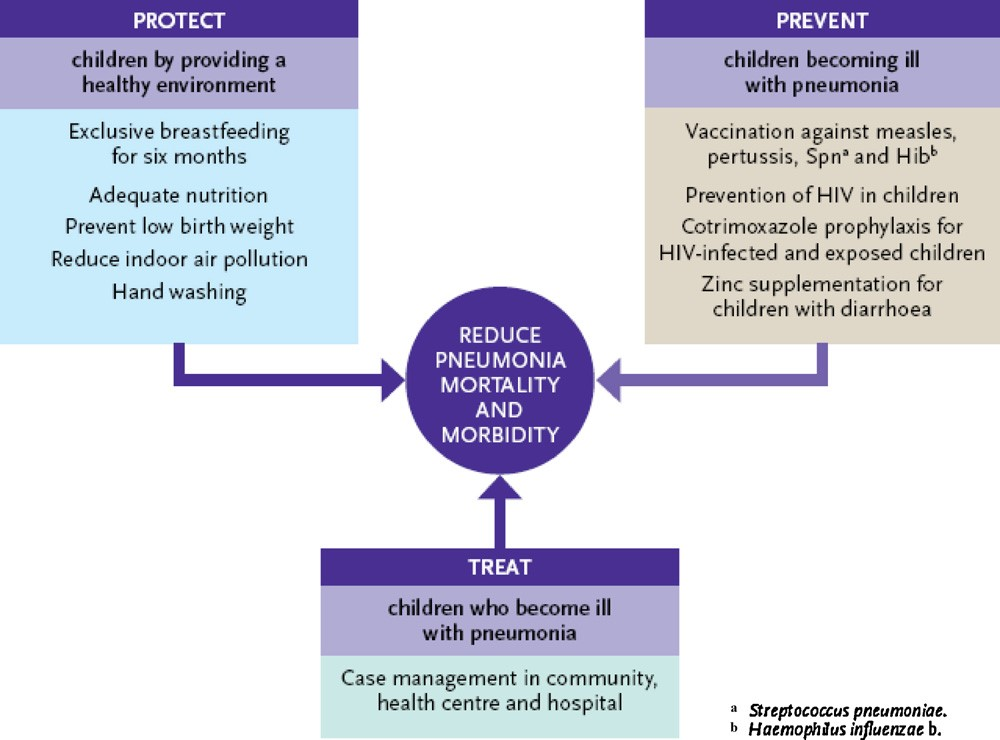 PROTECT
children by providing a
healthy environment
Exclusive breastfeeding
for six months
Adequate nutrition
Prevent low birth weight
Reduce indoor air pollution
Hand washing
PREVENT
children becoming ill
with pneumonia
Vaccination against measles,
pertussis, Spnᵃ and Hibᵇ
Prevention of HIV in children
Cotrimoxazole prophylaxis for
HIV-infected and exposed children
Zinc supplementation for
children with diarrhoea
REDUCE
PNEUMONIA
MORTALITY
AND
MORBIDITY
TREAT
children who become ill
with pneumonia
Case management in community,
health centre and hospital
ᵃ Streptococcus pneumoniae.
ᵇ Haemophilus influenzae b.